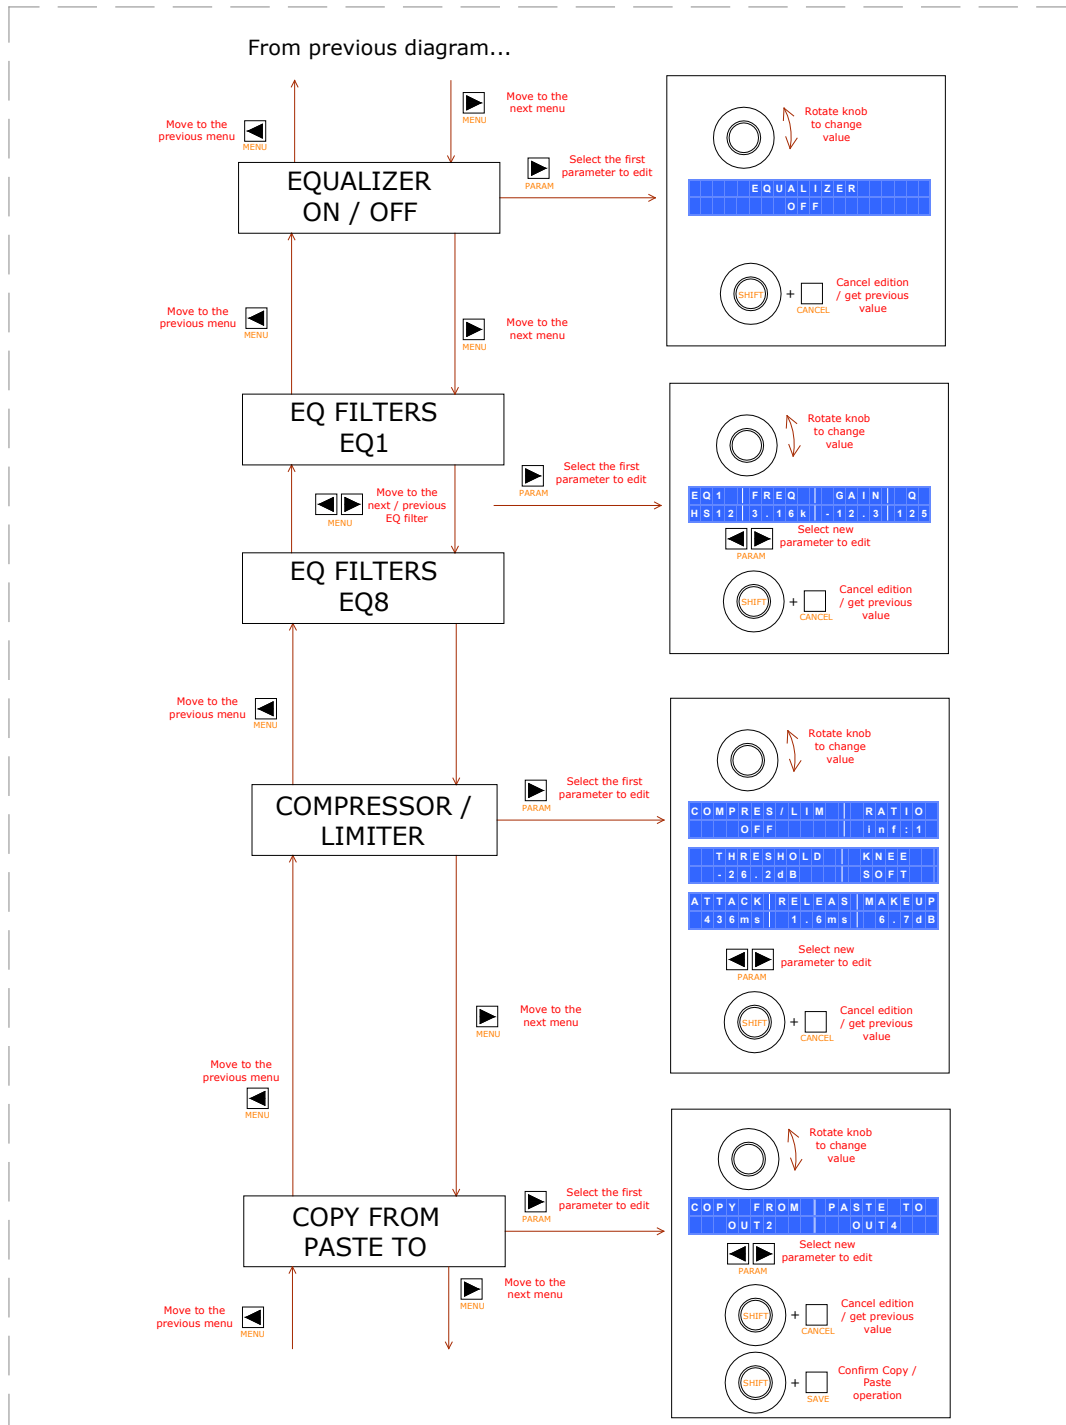 From previous diagram...
Move to the
previous menu
MENU
Move to the
next menu
MENU
EQUALIZER
ON / OFF
Select the first
parameter to edit
PARAM
Rotate knob
to change
value
EQUALIZER
OFF
SHIFT
+
CANCEL
Cancel edition
/ get previous
value
Move to the
previous menu
MENU
Move to the
next menu
MENU
EQ FILTERS
EQ1
Select the first
parameter to edit
PARAM
Rotate knob
to change
value
EQ1 FREQ GAIN Q
HS12 3.16k -12.3 125
Select new
parameter to edit
PARAM
SHIFT
+
CANCEL
Cancel edition
/ get previous
value
Move to the
next / previous
EQ filter
MENU
EQ FILTERS
EQ8
Move to the
previous menu
MENU
COMPRESSOR /
LIMITER
Select the first
parameter to edit
PARAM
Rotate knob
to change
value
COMPRES/LIM RATIO
OFF inf:1
THRESHOLD KNEE
-26.2dB SOFT
ATTACK RELEAS MAKEUP
436ms 1.6ms 6.7dB
Select new
parameter to edit
PARAM
SHIFT
+
CANCEL
Cancel edition
/ get previous
value
Move to the
next menu
MENU
Move to the
previous menu
MENU
COPY FROM
PASTE TO
Select the first
parameter to edit
PARAM
Rotate knob
to change
value
COPY FROM PASTE TO
OUT2 OUT4
Select new
parameter to edit
PARAM
SHIFT
+
CANCEL
Cancel edition
/ get previous
value
SHIFT
+
SAVE
Confirm Copy /
Paste
operation
Move to the
previous menu
MENU
Move to the
next menu
MENU